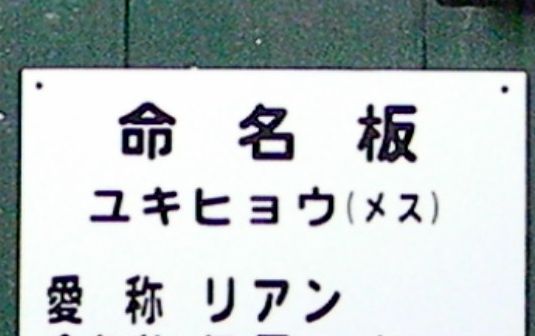 命名板
ユキヒョウ(メス)
愛称 リアン